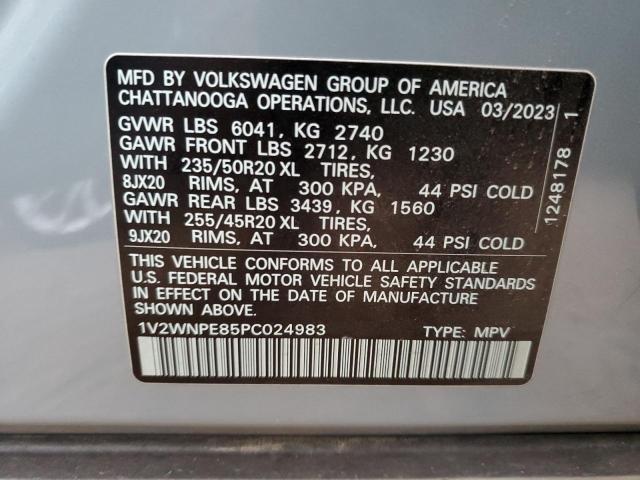 MFD BY VOLKSWAGEN GROUP OF AMERICA
CHATTANOOGA OPERATIONS, LLC. USA 03/2023
GVWR LBS 6041, KG 2740
GAWR FRONT LBS 2712, KG 1230
WITH 235/50R20 XL TIRES,
8JX20 RIMS, AT 300 KPA, 44 PSI COLD
GAWR REAR LBS 3439, KG 1560
WITH 255/45R20 XL TIRES,
9JX20 RIMS, AT 300 KPA, 44 PSI COLD
THIS VEHICLE CONFORMS TO ALL APPLICABLE
U.S. FEDERAL MOTOR VEHICLE SAFETY STANDARDS
IN EFFECT ON THE DATE OF MANUFACTURE
SHOWN ABOVE.
1V2WNPE85PC024983 TYPE: MPV
1248178 1